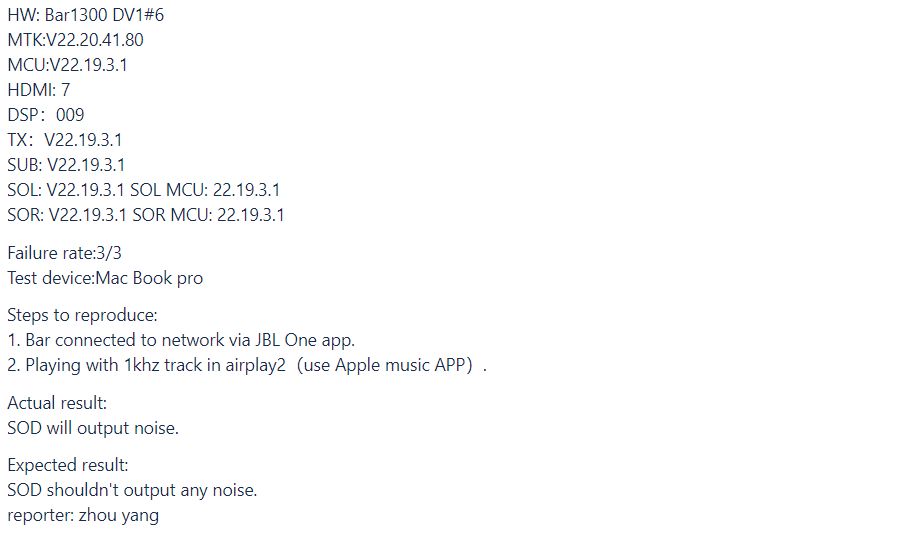 HW: Bar1300 DV1#6
MTK:V22.20.41.80
MCU:V22.19.3.1
HDMI: 7
DSP：009
TX：V22.19.3.1
SUB: V22.19.3.1
SOL: V22.19.3.1 SOL MCU: 22.19.3.1
SOR: V22.19.3.1 SOR MCU: 22.19.3.1
Failure rate:3/3
Test device:Mac Book pro
Steps to reproduce:
1. Bar connected to network via JBL One app.
2. Playing with 1khz track in airplay2（use Apple music APP）.
Actual result:
SOD will output noise.
Expected result:
SOD shouldn't output any noise.
reporter: zhou yang